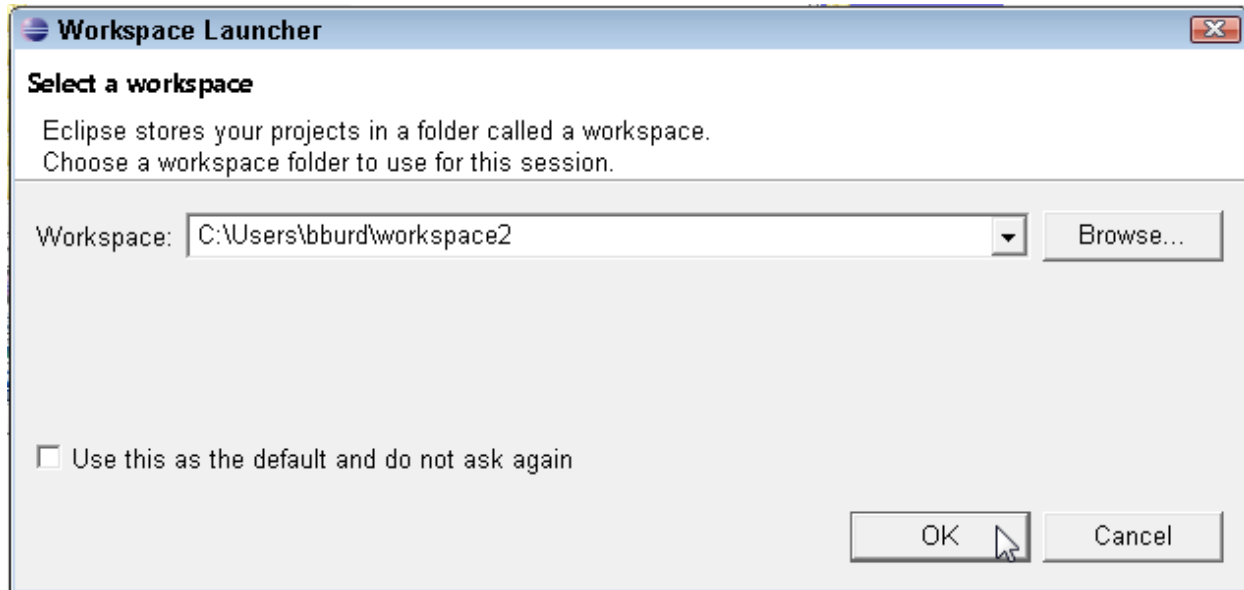 Workspace Launcher
Select a workspace
Eclipse stores your projects in a folder called a workspace.
Choose a workspace folder to use for this session.
Workspace: C:\Users\bburd\workspace2 Browse...
Use this as the default and do not ask again
OK Cancel